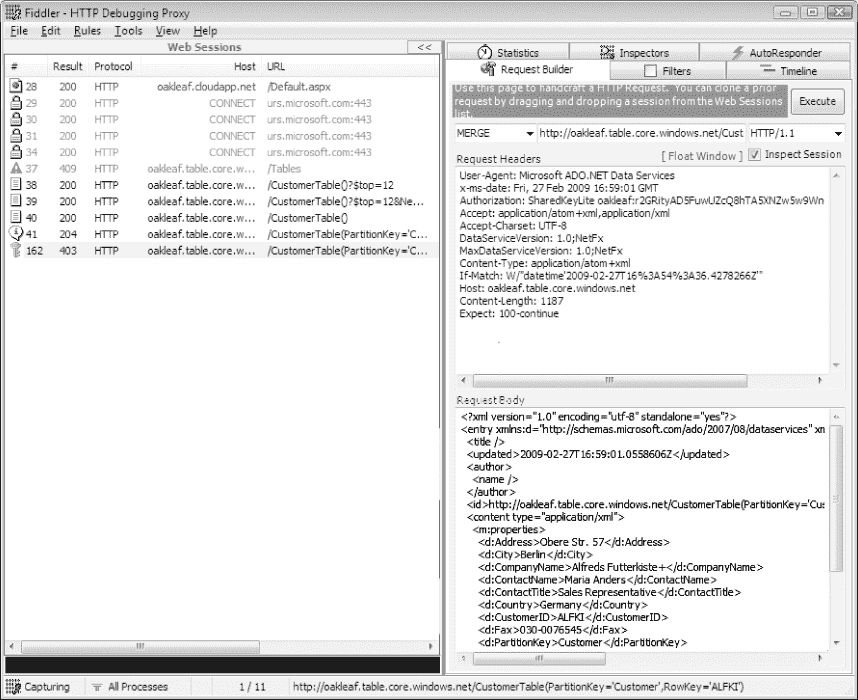 Fiddler - HTTP Debugging Proxy
File Edit Rules Tools View Help
Web Sessions <<
# Result Protocol Host URL
28 200 HTTP oakleaf.cloudapp.net /Default.aspx
29 200 HTTP CONNECT urs.microsoft.com:443
30 200 HTTP CONNECT urs.microsoft.com:443
31 200 HTTP CONNECT urs.microsoft.com:443
34 200 HTTP CONNECT urs.microsoft.com:443
37 409 HTTP oakleaf.table.core.w... /Tables
38 200 HTTP oakleaf.table.core.w... /CustomerTable()?$top=12
39 200 HTTP oakleaf.table.core.w... /CustomerTable()?$top=12&Ne...
40 200 HTTP oakleaf.table.core.w... /CustomerTable()
41 204 HTTP oakleaf.table.core.w... /CustomerTable(PartitionKey='C...
162 403 HTTP oakleaf.table.core.w... /CustomerTable(PartitionKey='C...
Statistics Inspectors AutoResponder
Request Builder Filters Timeline
Use this page to handcraft a HTTP Request. You can clone a prior
request by dragging and dropping a session from the Web Sessions
list.
Execute
MERGE http://oakleaf.table.core.windows.net/Cust HTTP/1.1
Request Headers [ Float Window ] Inspect Session
User-Agent: Microsoft ADO.NET Data Services
x-ms-date: Fri, 27 Feb 2009 16:59:01 GMT
Authorization: SharedKeyLite oakleaf:r2GRityAD5FuwUZcQ8hTA5XNZw5w9Wn
Accept: application/atom+xml,application/xml
Accept-Charset: UTF-8
DataServiceVersion: 1.0;NetFx
MaxDataServiceVersion: 1.0;NetFx
Content-Type: application/atom+xml
If-Match: W/"datetime'2009-02-27T16%3A54%3A36.4278266Z'"
Host: oakleaf.table.core.windows.net
Content-Length: 1187
Expect: 100-continue
Request Body
<?xml version="1.0" encoding="utf-8" standalone="yes"?>
<entry xmlns:d="http://schemas.microsoft.com/ado/2007/08/dataservices" xm
<title />
<updated>2009-02-27T16:59:01.0558606Z</updated>
<author>
<name />
</author>
<id>http://oakleaf.table.core.windows.net/CustomerTable(PartitionKey='Cus
<content type="application/xml">
<m:properties>
<d:Address>Obere Str. 57</d:Address>
<d:City>Berlin</d:City>
<d:CompanyName>Alfreds Futterkiste+</d:CompanyName>
<d:ContactName>Maria Anders</d:ContactName>
<d:ContactTitle>Sales Representative</d:ContactTitle>
<d:Country>Germany</d:Country>
<d:CustomerID>ALFKI</d:CustomerID>
<d:Fax>030-0076545</d:Fax>
<d:PartitionKey>Customer</d:PartitionKey>
Capturing All Processes 1 / 11 http://oakleaf.table.core.windows.net/CustomerTable(PartitionKey='Customer',RowKey='ALFKI')